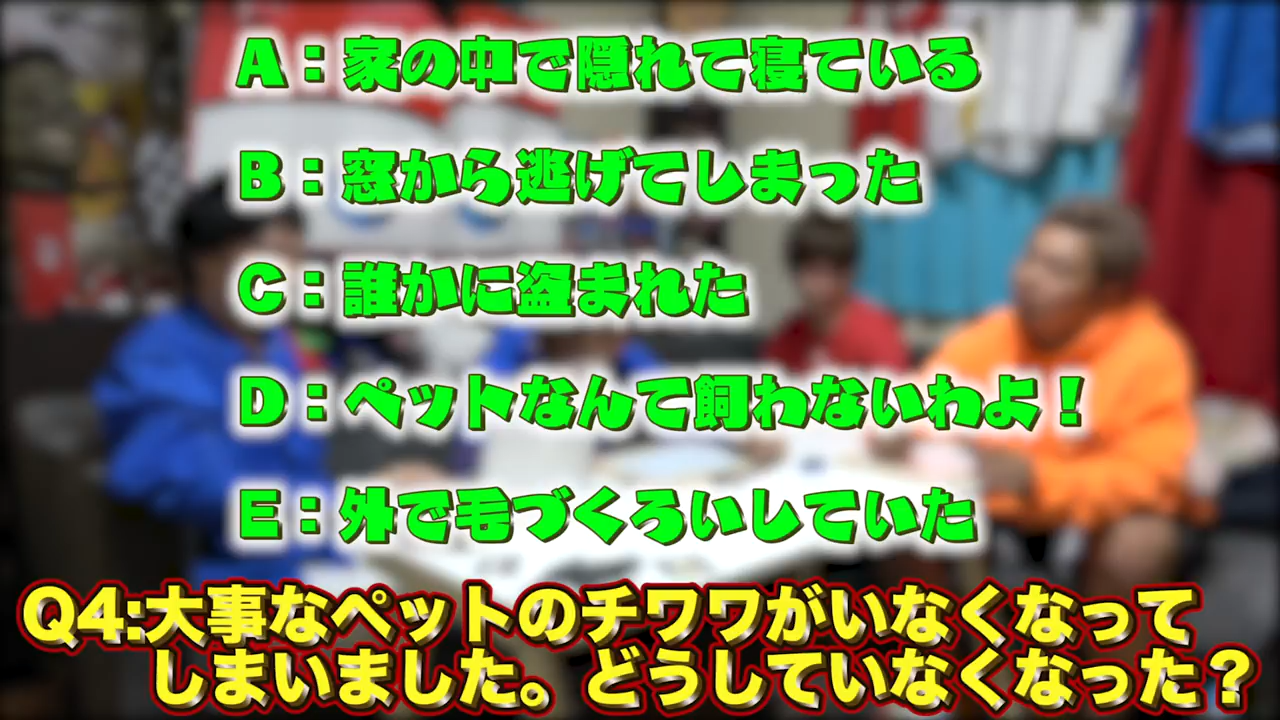 A：家の中で隠れて寝ている
B：窓から逃げてしまった
C：誰かに盗まれた
D：ペットなんて飼わないわよ！
E：外で毛づくろいしていた
Q4:大事なペットのチワワがいなくなって
しまいました。どうしていなくなった？